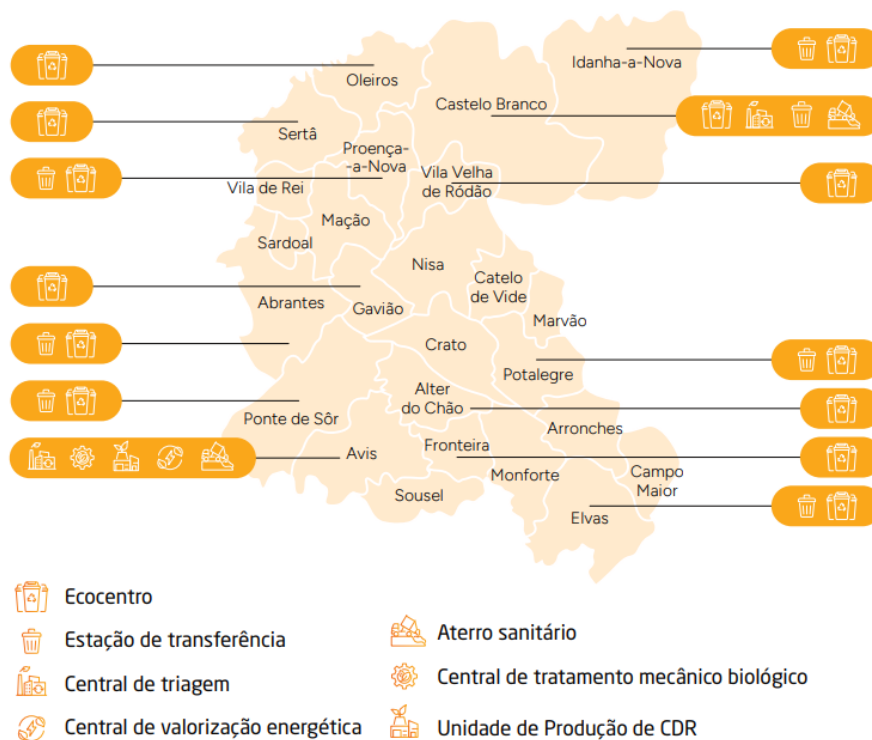 Oleiros
Idanha-a-Nova
Castelo Branco
Sertâ
Proença-
-a-Nova
Vila Velha
de Ródão
Vila de Rei
Mação
Sardoal
Nisa
Catelo
de Vide
Abrantes
Gavião
Marvão
Crato
Potalegre
Alter
do Chão
Ponte de Sôr
Arronches
Avis
Fronteira
Monforte
Campo
Maior
Sousel
Elvas
Ecocentro
Estação de transferência
Central de triagem
Central de valorização energética
Aterro sanitário
Central de tratamento mecânico biológico
Unidade de Produção de CDR